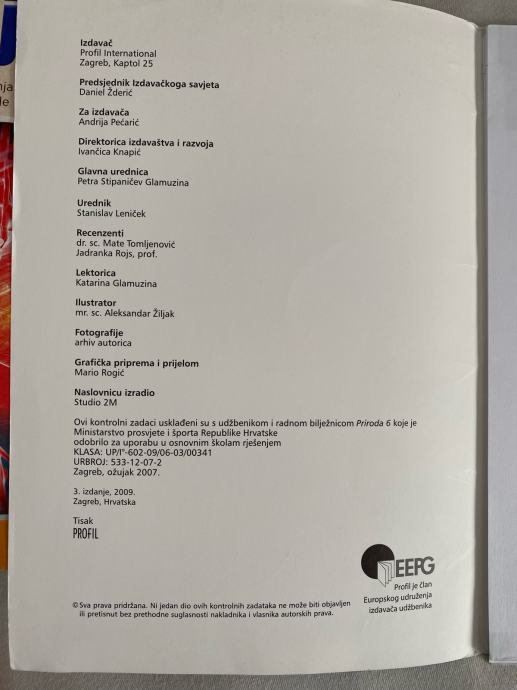 Izdavač
Profil International
Zagreb, Kaptol 25
Predsjednik Izdavačkoga savjeta
Daniel Žderić
Za izdavača
Andrija Pećarić
Direktorica izdavaštva i razvoja
Ivančica Knapić
Glavna urednica
Petra Stipaničev Glamuzina
Urednik
Stanislav Leniček
Recenzenti
dr. sc. Mate Tomljenović
Jadranka Rojs, prof.
Lektorica
Katarina Glamuzina
Ilustrator
mr. sc. Aleksandar Žiljak
Fotografije
arhiv autorica
Grafička priprema i prijelom
Mario Rogić
Naslovnicu izradio
Studio 2M
Ovi kontrolni zadaci usklađeni su s udžbenikom i radnom bilježnicom Priroda 6 koje je
Ministarstvo prosvjete i športa Republike Hrvatske
odobrilo za uporabu u osnovnim školam rješenjem
KLASA: UP/I°-602-09/06-03/00341
URBROJ: 533-12-07-2
Zagreb, ožujak 2007.
3. izdanje, 2009.
Zagreb, Hrvatska
Tisak
PROFIL
EEPG
Profil je član
Europskog udruženja
izdavača udžbenika
© Sva prava pridržana. Ni jedan dio ovih kontrolnih zadataka ne može biti objavljen
ili pretisnut bez prethodne suglasnosti nakladnika i vlasnika autorskih prava.